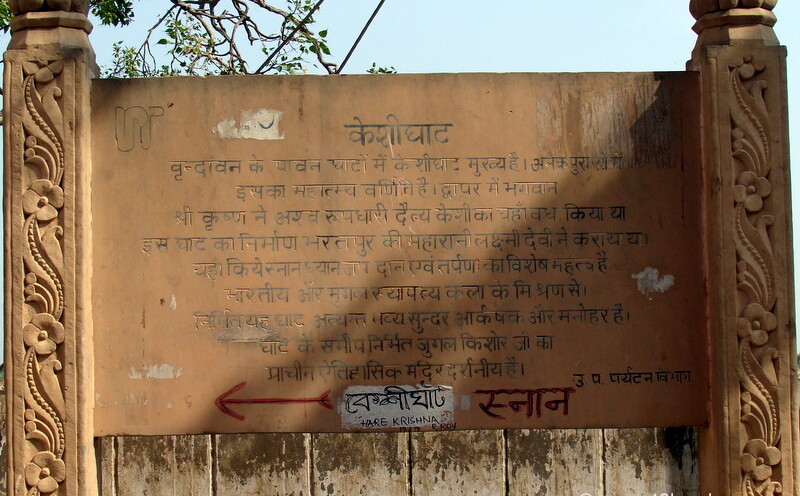 केशीघाट
वृन्दावन के पावन घाटों में केशीघाट मुख्य है। अनेक पुराणों में
इसका महात्म्य वर्णित है। द्वापर में भगवान
श्री कृष्ण ने अश्व रुपधारी दैत्य केशी का यहाँ वध किया था
इस घाट का निर्माण भरतपुर की महारानी लक्ष्मी देवी ने कराया था।
यहाँ किये स्नान ध्यान जप दान एवं तर्पण का विशेष महत्व है
भारतीय और मुगल स्थापत्य कला के मिश्रण से।
निर्मित यह घाट अत्यन्त भव्य सुन्दर आर्कषक और मनोहर है।
घाट के समीप निर्मित जुगल किशोर जी का
प्राचीन ऐतिहासिक मंदिर दर्शनीय है।
उ. प. पर्यटन विभाग
স্নান
HARE KRISHNA